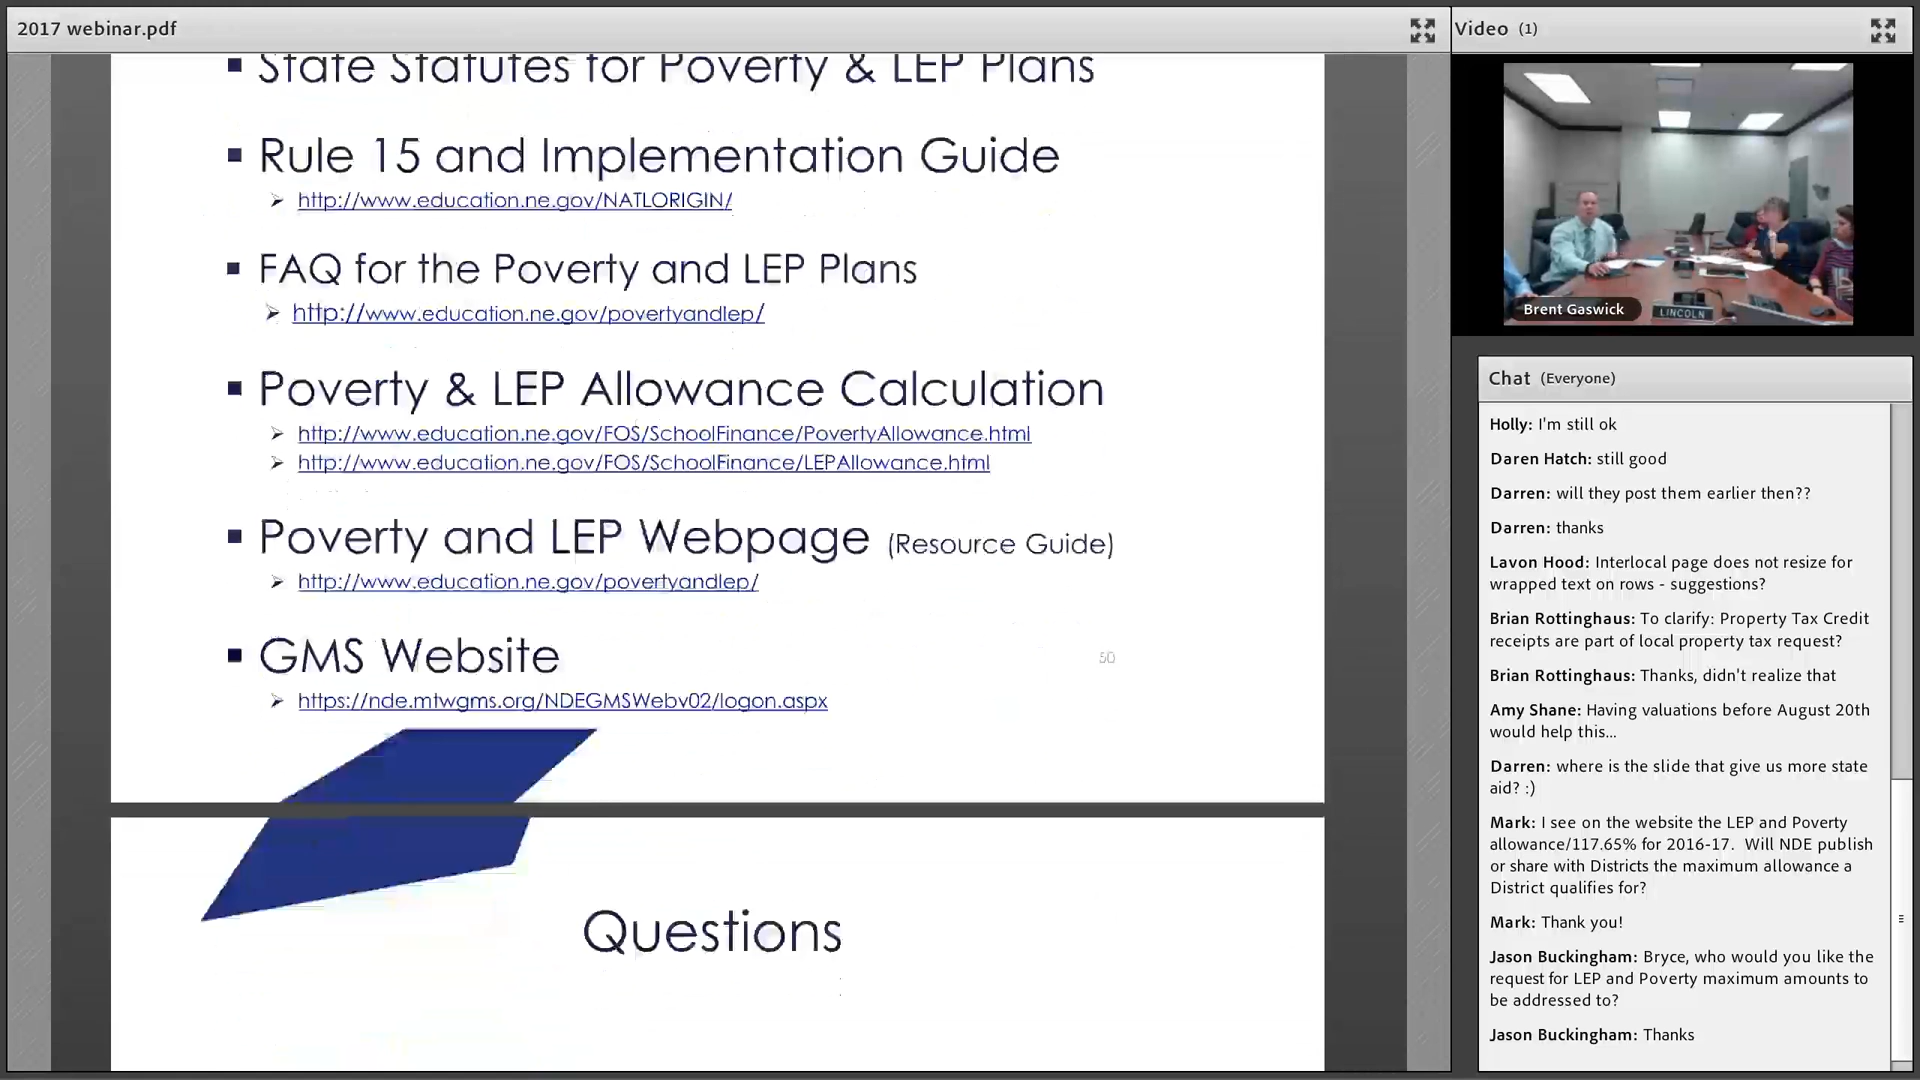 2017 webinar.pdf
▪ State Statutes for Poverty & LEP Plans
▪ Rule 15 and Implementation Guide
➢ http://www.education.ne.gov/NATLORIGIN/
▪ FAQ for the Poverty and LEP Plans
➢ http://www.education.ne.gov/povertyandlep/
▪ Poverty & LEP Allowance Calculation
➢ http://www.education.ne.gov/FOS/SchoolFinance/PovertyAllowance.html
➢ http://www.education.ne.gov/FOS/SchoolFinance/LEPAllowance.html
▪ Poverty and LEP Webpage (Resource Guide)
➢ http://www.education.ne.gov/povertyandlep/
▪ GMS Website
50
➢ https://nde.mtwgms.org/NDEGMSWebv02/logon.aspx
Questions
Video (1)
Brent Gaswick
LINCOLN
Chat (Everyone)
Holly: I'm still ok
Daren Hatch: still good
Darren: will they post them earlier then??
Darren: thanks
Lavon Hood: Interlocal page does not resize for
wrapped text on rows - suggestions?
Brian Rottinghaus: To clarify: Property Tax Credit
receipts are part of local property tax request?
Brian Rottinghaus: Thanks, didn't realize that
Amy Shane: Having valuations before August 20th
would help this...
Darren: where is the slide that give us more state
aid? :)
Mark: I see on the website the LEP and Poverty
allowance/117.65% for 2016-17. Will NDE publish
or share with Districts the maximum allowance a
District qualifies for?
Mark: Thank you!
Jason Buckingham: Bryce, who would you like the
request for LEP and Poverty maximum amounts to
be addressed to?
Jason Buckingham: Thanks